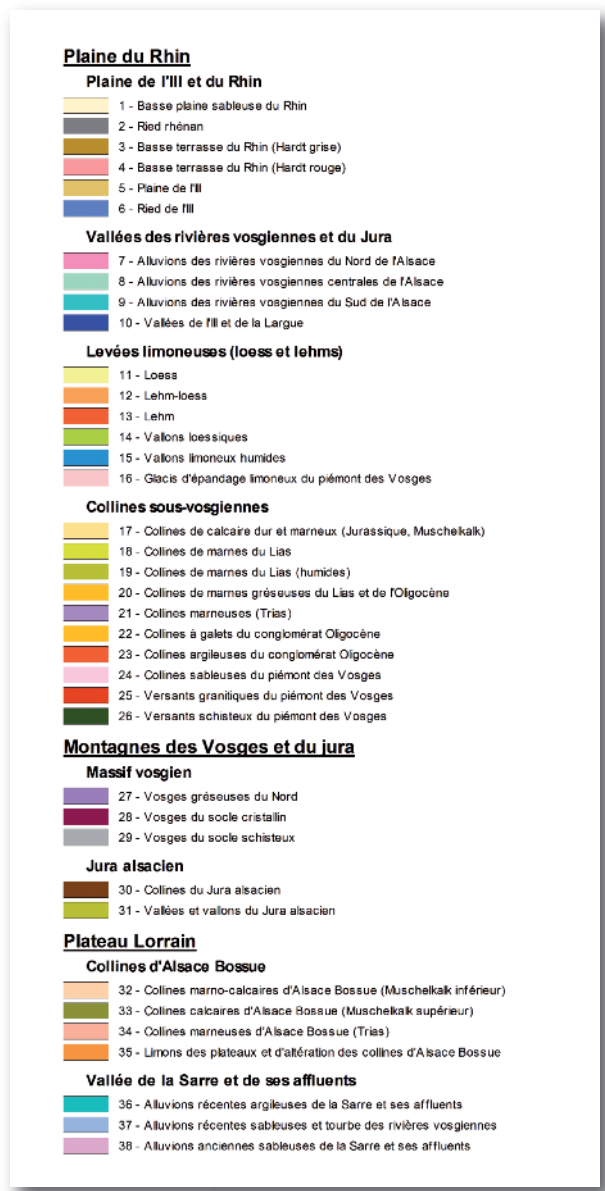 Plaine du Rhin
Plaine de l'Ill et du Rhin
1 - Basse plaine sableuse du Rhin
2 - Ried rhénan
3 - Basse terrasse du Rhin (Hardt grise)
4 - Basse terrasse du Rhin (Hardt rouge)
5 - Plaine de l'Ill
6 - Ried de l'Ill
Vallées des rivières vosgiennes et du Jura
7 - Alluvions des rivières vosgiennes du Nord de l'Alsace
8 - Alluvions des rivières vosgiennes centrales de l'Alsace
9 - Alluvions des rivières vosgiennes du Sud de l'Alsace
10 - Vallées de l'Ill et de la Largue
Levées limoneuses (loess et lehms)
11 - Loess
12 - Lehm-loess
13 - Lehm
14 - Vallons loessiques
15 - Vallons limoneux humides
16 - Glacis d'épandage limoneux du piémont des Vosges
Collines sous-vosgiennes
17 - Collines de calcaire dur et marneux (Jurassique, Muschelkalk)
18 - Collines de marnes du Lias
19 - Collines de marnes du Lias (humides)
20 - Collines de marnes gréseuses du Lias et de l'Oligocène
21 - Collines marneuses (Trias)
22 - Collines à galets du conglomérat Oligocène
23 - Collines argileuses du conglomérat Oligocène
24 - Collines sableuses du piémont des Vosges
25 - Versants granitiques du piémont des Vosges
26 - Versants schisteux du piémont des Vosges
Montagnes des Vosges et du jura
Massif vosgien
27 - Vosges gréseuses du Nord
28 - Vosges du socle cristallin
29 - Vosges du socle schisteux
Jura alsacien
30 - Collines du Jura alsacien
31 - Vallées et vallons du Jura alsacien
Plateau Lorrain
Collines d'Alsace Bossue
32 - Collines marno-calcaires d'Alsace Bossue (Muschelkalk inférieur)
33 - Collines calcaires d'Alsace Bossue (Muschelkalk supérieur)
34 - Collines marneuses d'Alsace Bossue (Trias)
35 - Limons des plateaux et d'altération des collines d'Alsace Bossue
Vallée de la Sarre et de ses affluents
36 - Alluvions récentes argileuses de la Sarre et ses affluents
37 - Alluvions récentes sableuses et tourbe des rivières vosgiennes
38 - Alluvions anciennes sableuses de la Sarre et ses affluents